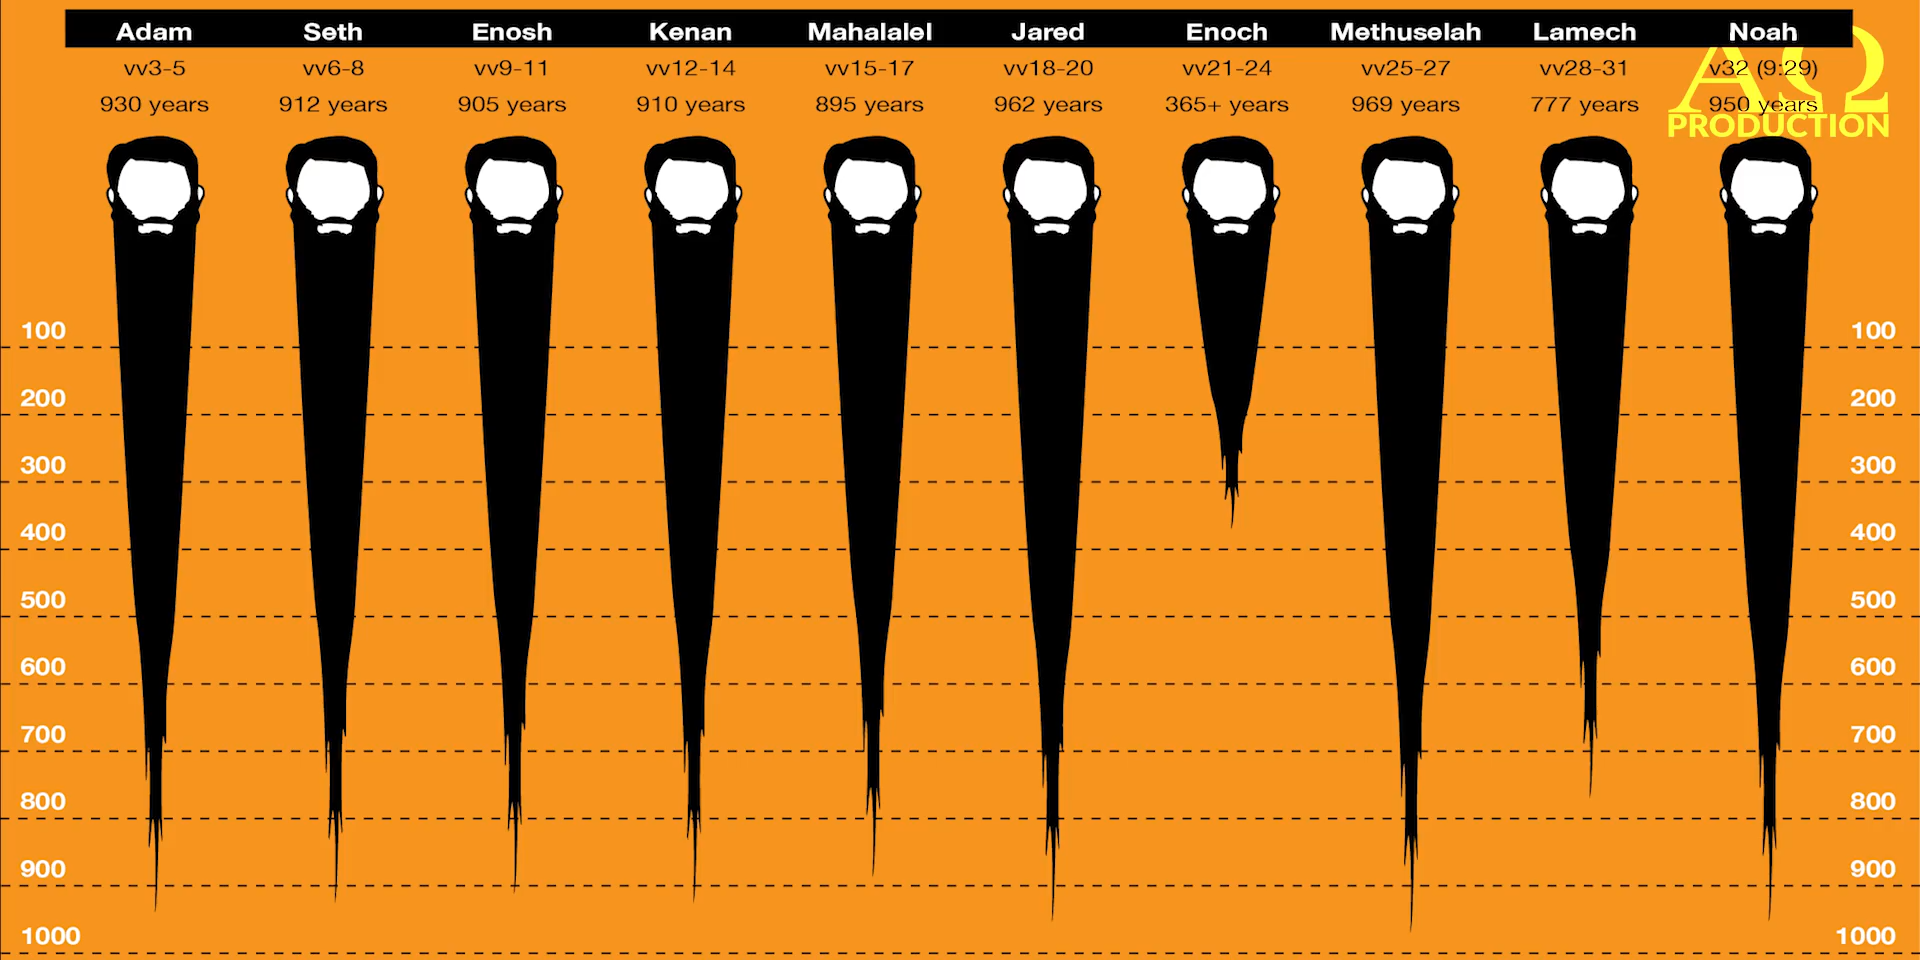 Adam Seth Enosh Kenan Mahalalel Jared Enoch Methuselah Lamech Noah
vv3-5 vv6-8 vv9-11 vv12-14 vv15-17 vv18-20 vv21-24 vv25-27 vv28-31 v32 (9:29)
930 years 912 years 905 years 910 years 895 years 962 years 365+ years 969 years 777 years 950 years
ΑΩ
PRODUCTION
100 100
200 200
300 300
400 400
500 500
600 600
700 700
800 800
900 900
1000 1000